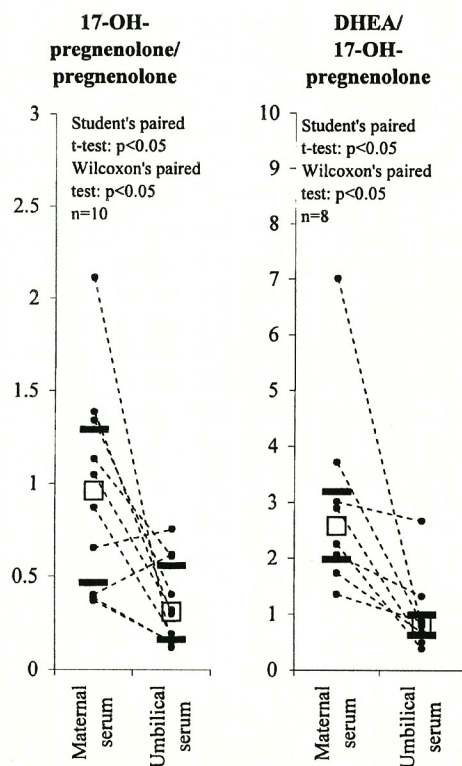 17-OH-
pregnenolone/
pregnenolone
3
2.5
2
1.5
1
0.5
0
Student's paired
t-test: p<0.05
Wilcoxon's paired
test: p<0.05
n=10
Maternal
serum
Umbilical
serum
DHEA/
17-OH-
pregnenolone
10
9
8
7
6
5
4
3
2
1
0
Student's paired
t-test: p<0.05
Wilcoxon's paired
test: p<0.05
n=8
Maternal
serum
Umbilical
serum